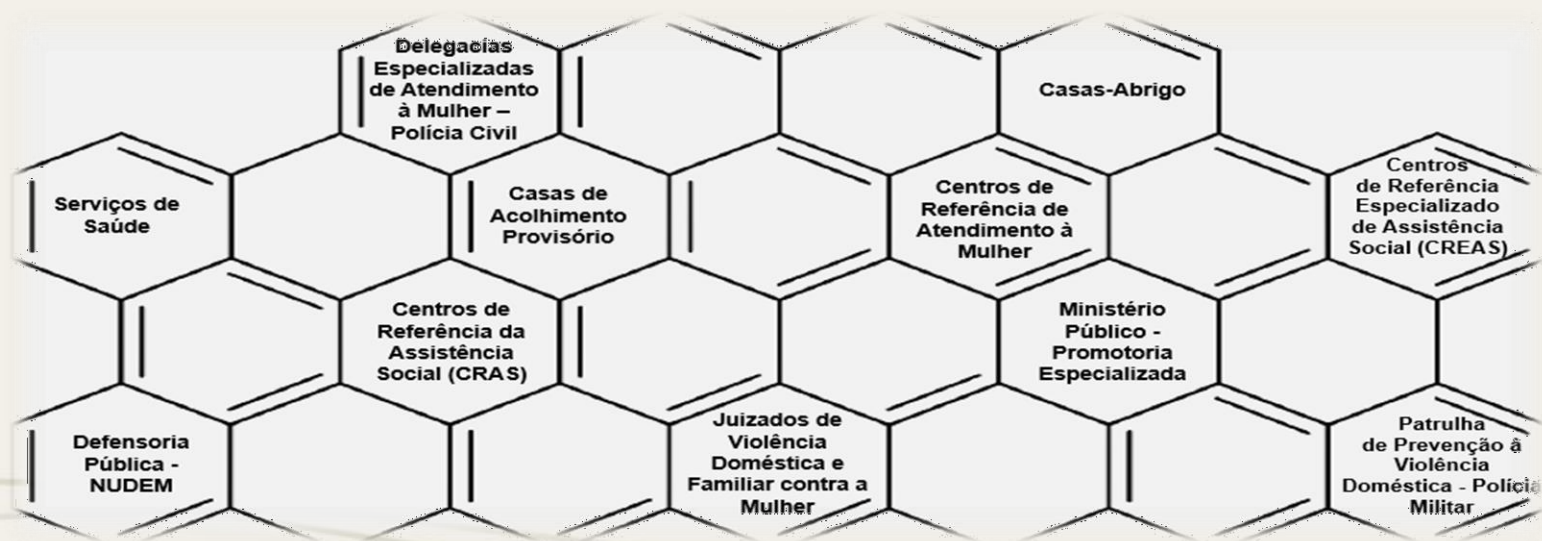 Delegacias
Especializadas
de Atendimento
à Mulher –
Polícia Civil
Casas-Abrigo
Serviços de
Saúde
Casas de
Acolhimento
Provisório
Centros de
Referência de
Atendimento à
Mulher
Centros
de Referência
Especializado
de Assistência
Social (CREAS)
Centros de
Referência da
Assistência
Social (CRAS)
Ministério
Público -
Promotoria
Especializada
Defensoria
Pública -
NUDEM
Juizados de
Violência
Doméstica e
Familiar contra a
Mulher
Patrulha
de Prevenção à
Violência
Doméstica - Polícia
Militar